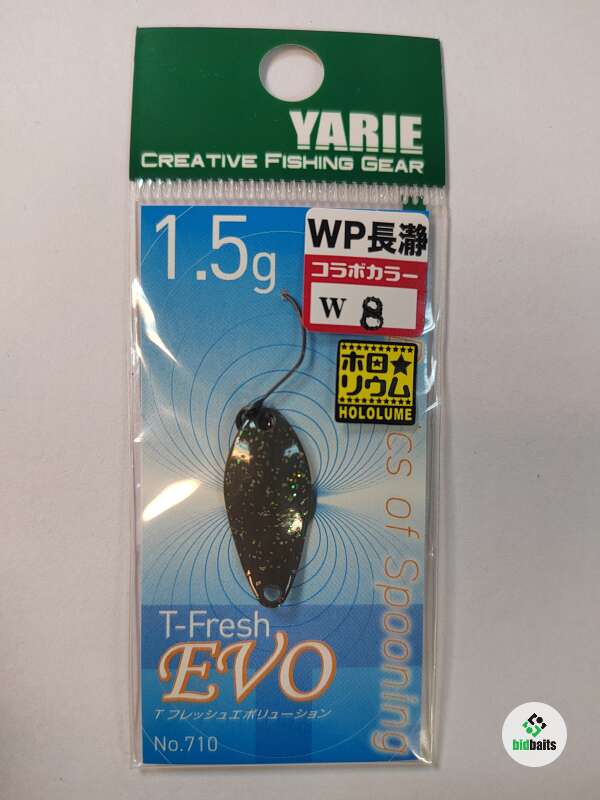 YARIE
CREATIVE FISHING GEAR
1.5g
WP長瀞
コラボカラー
W 8
ホロ★
リウム
HOLOLUME
cs of Spooning
T-Fresh
EVO
T フレッシュエボリューション
No.710
bidbaits